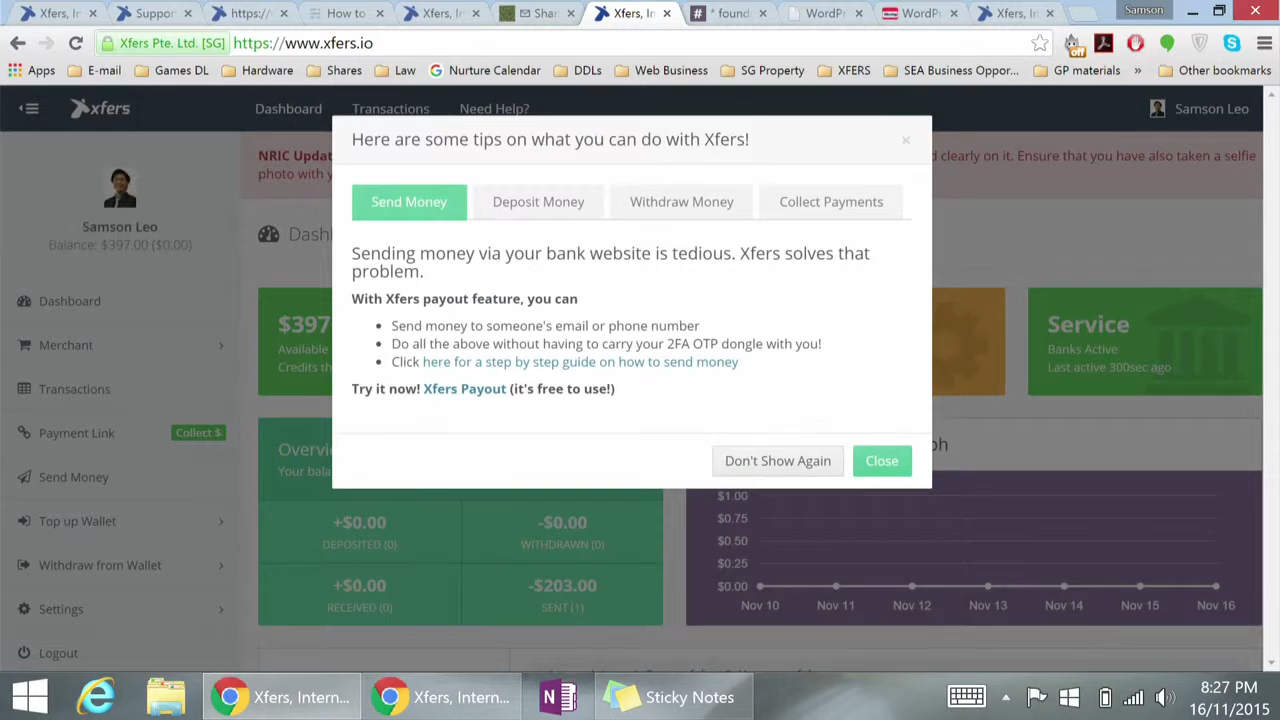 Xfers, In
Support
https://
How to
Xfers, In
Shar
Xfers, In
* found
WordPr
WordPr
Xfers, In
Samson
Xfers Pte. Ltd. [SG]
https://www.xfers.io
off
Apps
E-mail
Games DL
Hardware
Shares
Law
Nurture Calendar
DDLs
Web Business
SG Property
XFERS
SEA Business Oppor...
GP materials
»
Other bookmarks
xfers
Dashboard
Transactions
Need Help?
Samson Leo
Here are some tips on what you can do with Xfers!
×
NRIC Updat
d clearly on it. Ensure that you have also taken a selfie
photo with y
Send Money
Deposit Money
Withdraw Money
Collect Payments
Samson Leo
Balance: $397.00 ($0.00)
Dash
Sending money via your bank website is tedious. Xfers solves that
problem.
With Xfers payout feature, you can
• Send money to someone's email or phone number
• Do all the above without having to carry your 2FA OTP dongle with you!
• Click here for a step by step guide on how to send money
Try it now! Xfers Payout (it's free to use!)
Don't Show Again
Close
Dashboard
Merchant
Transactions
Payment Link
Collect $
Send Money
Top up Wallet
Withdraw from Wallet
Settings
Logout
$397
Available
Credits th
Service
Banks Active
Last active 300sec ago
Overvi
Your bala
ph
+$0.00
DEPOSITED (0)
-$0.00
WITHDRAWN (0)
+$0.00
RECEIVED (0)
-$203.00
SENT (1)
$1.00
$0.75
$0.50
$0.25
$0.00
Nov 10
Nov 11
Nov 12
Nov 13
Nov 14
Nov 15
Nov 16
Xfers, Intern...
Xfers, Intern...
N
Sticky Notes
8:27 PM
16/11/2015